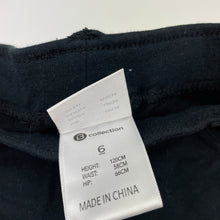 B collection
6
HEIGHT: 120CM
WAIST: 58CM
HIP: 66CM
MADE IN CHINA